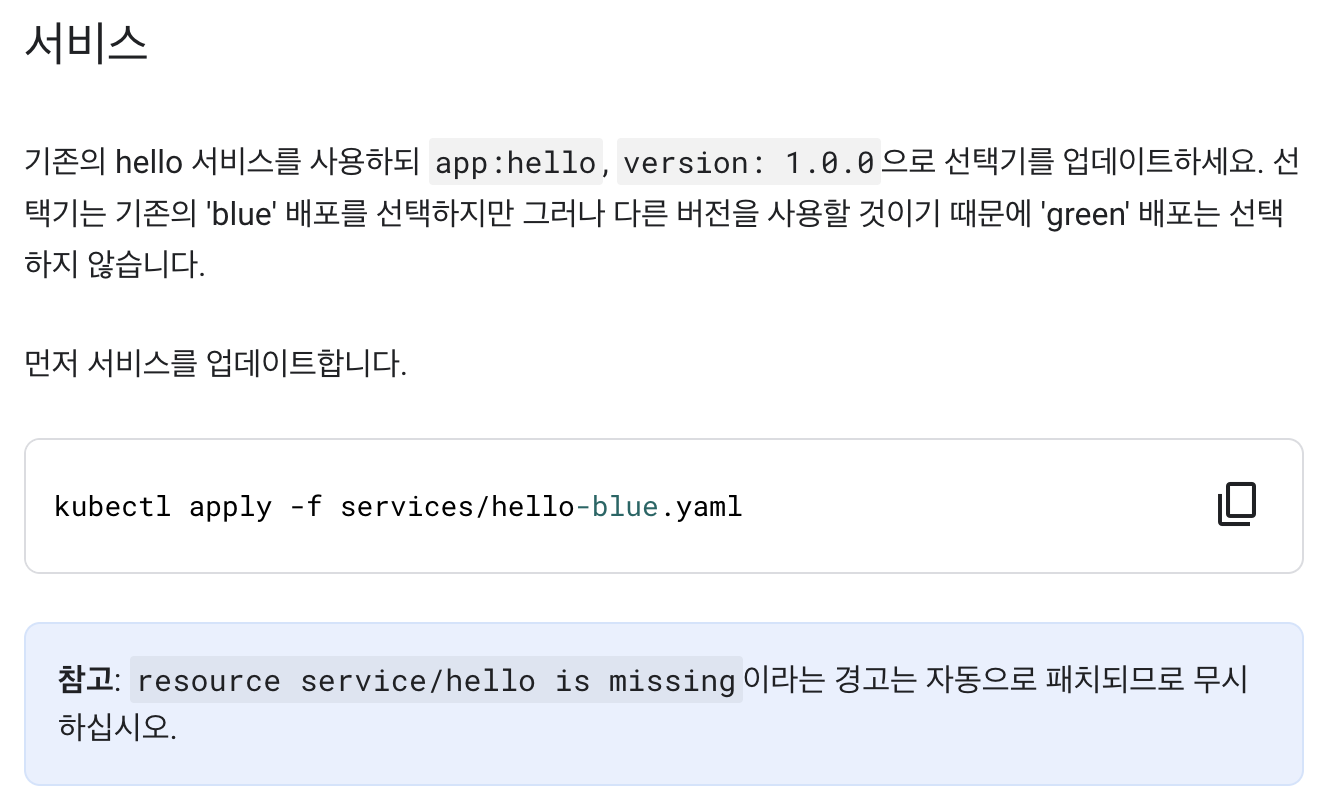 서비스
기존의 hello 서비스를 사용하되 app:hello, version: 1.0.0으로 선택기를 업데이트하세요. 선
택기는 기존의 'blue' 배포를 선택하지만 그러나 다른 버전을 사용할 것이기 때문에 'green' 배포는 선택
하지 않습니다.
먼저 서비스를 업데이트합니다.
kubectl apply -f services/hello-blue.yaml
참고: resource service/hello is missing이라는 경고는 자동으로 패치되므로 무시
하십시오.